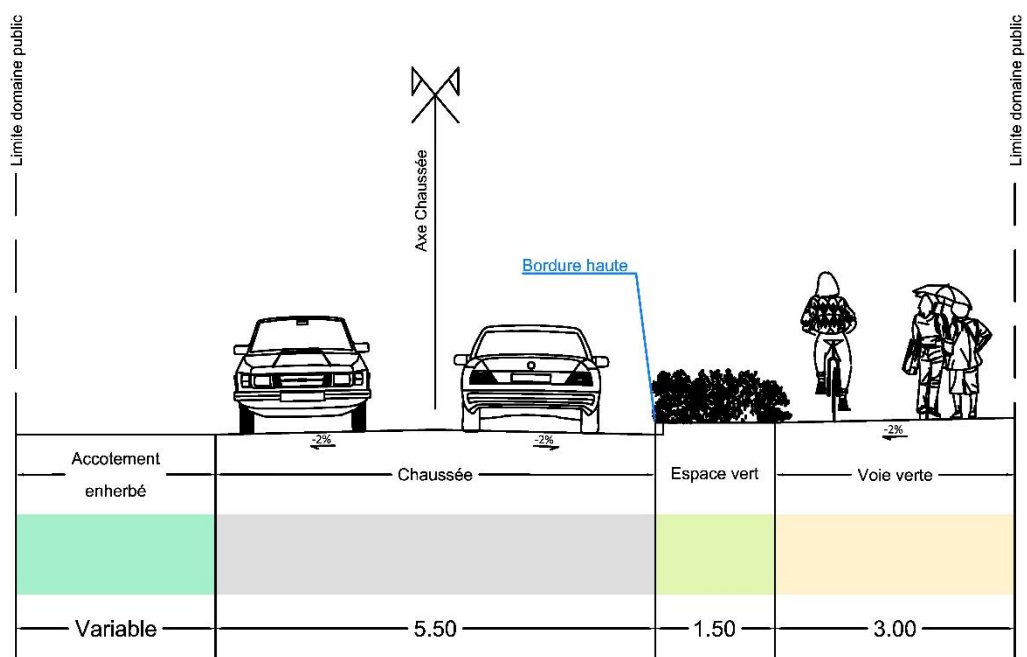 Limite domaine public
Axe Chaussée
Limite domaine public
Bordure haute
-2%
-2%
-2%
Accotement
enherbé
Chaussée
Espace vert
Voie verte
Variable
5.50
1.50
3.00